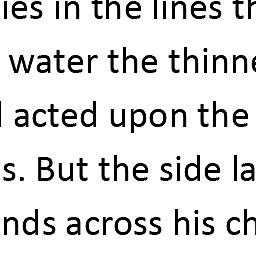 ies in the lines th
water the thinne
acted upon the
s. But the side la
nds across his ch